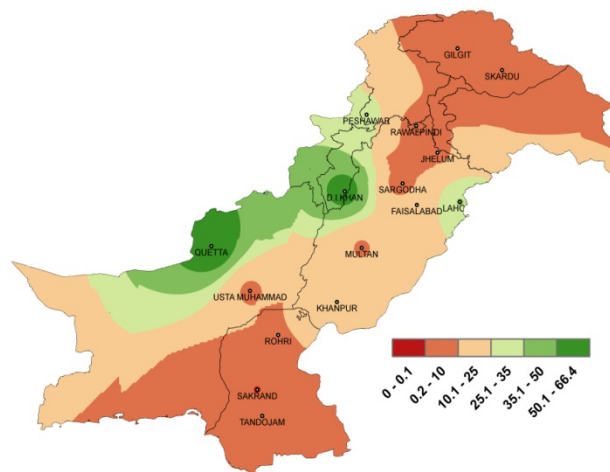 GILGIT
SKARDU
PESHAWAR
RAWALPINDI
JHELUM
D.I.KHAN
SARGODHA
FAISALABAD
LAHO
QUETTA
MULTAN
USTA MUHAMMAD
KHANPUR
ROHRI
SAKRAND
TANDOJAM
0 - 0.1
0.2 - 10
10.1 - 25
25.1 - 35
35.1 - 50
50.1 - 66.4